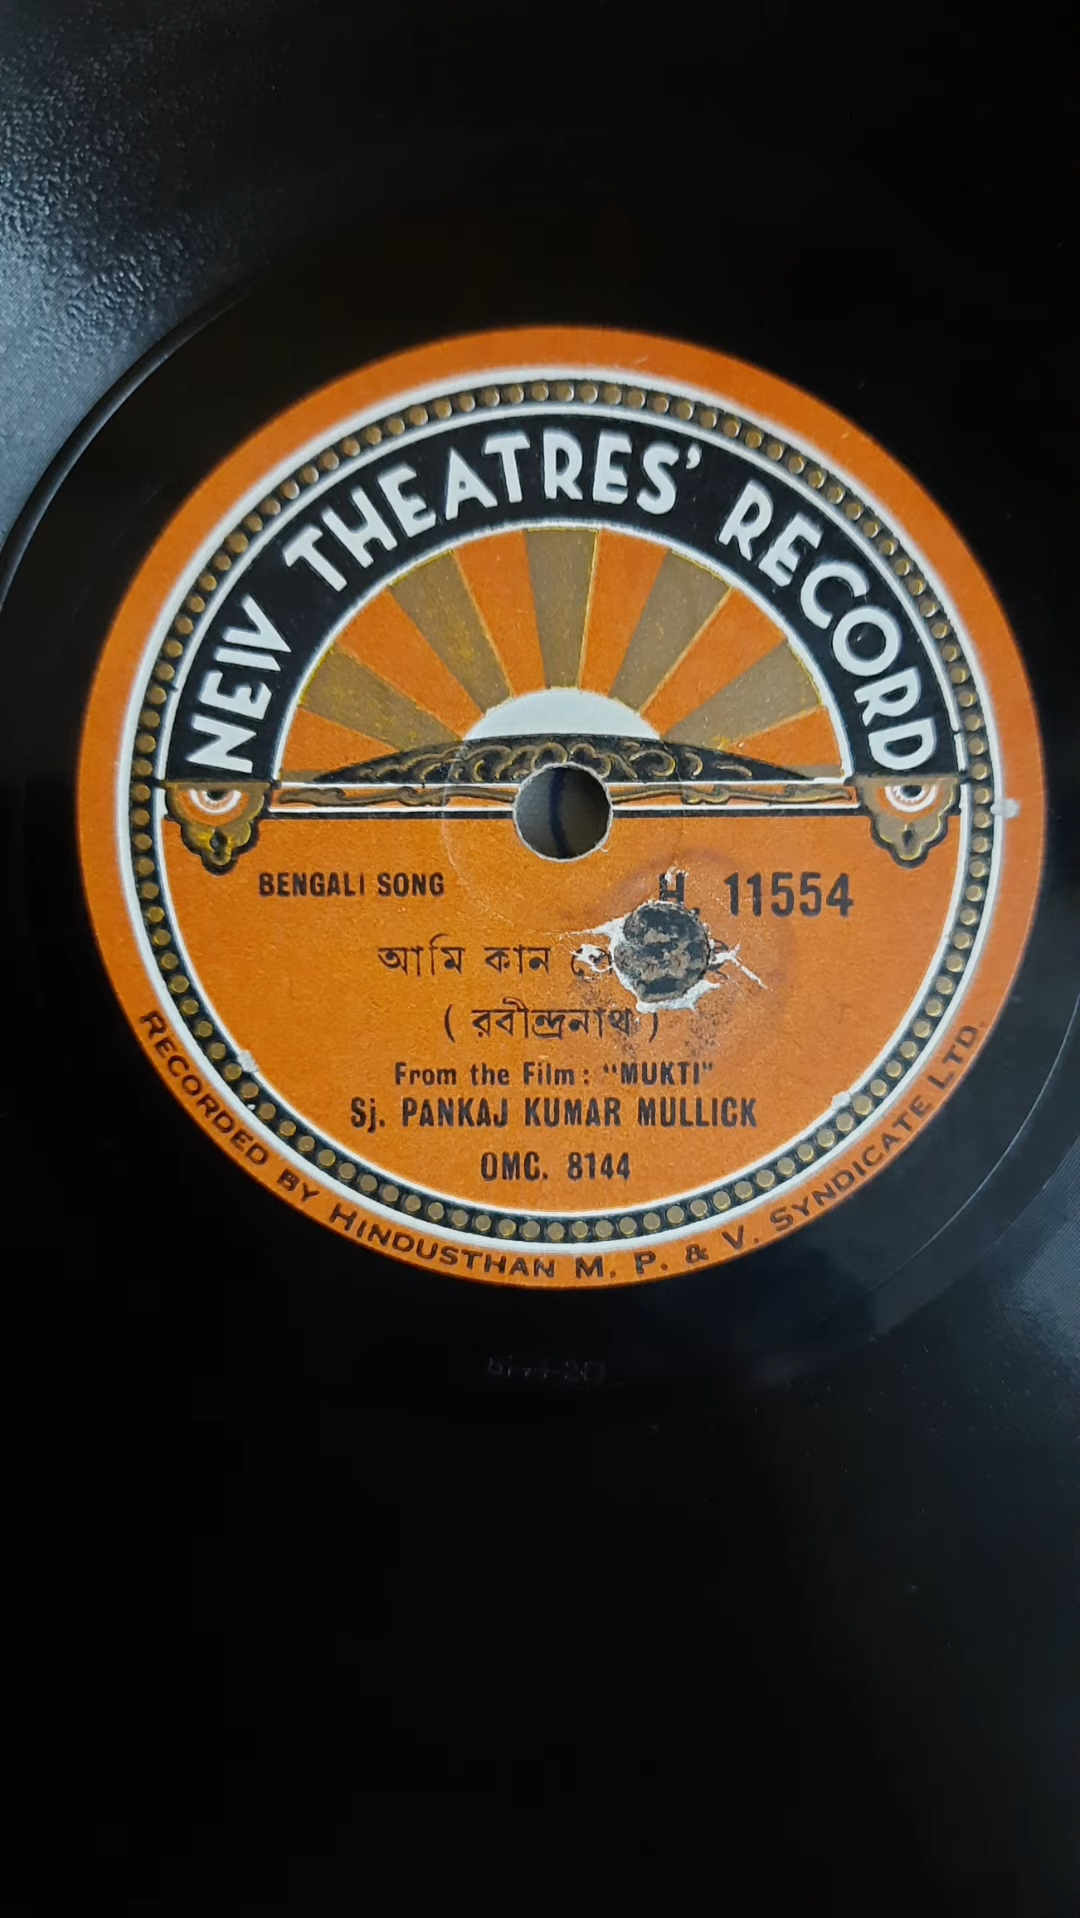 NEW THEATRES' RECORD
BENGALI SONG
H. 11554
আমি কান
(রবীন্দ্রনাথ)
From the Film: "MUKTI"
Sj. PANKAJ KUMAR MULLICK
OMC. 8144
RECORDED BY HINDUSTHAN M. P. & V. SYNDICATE LTD.